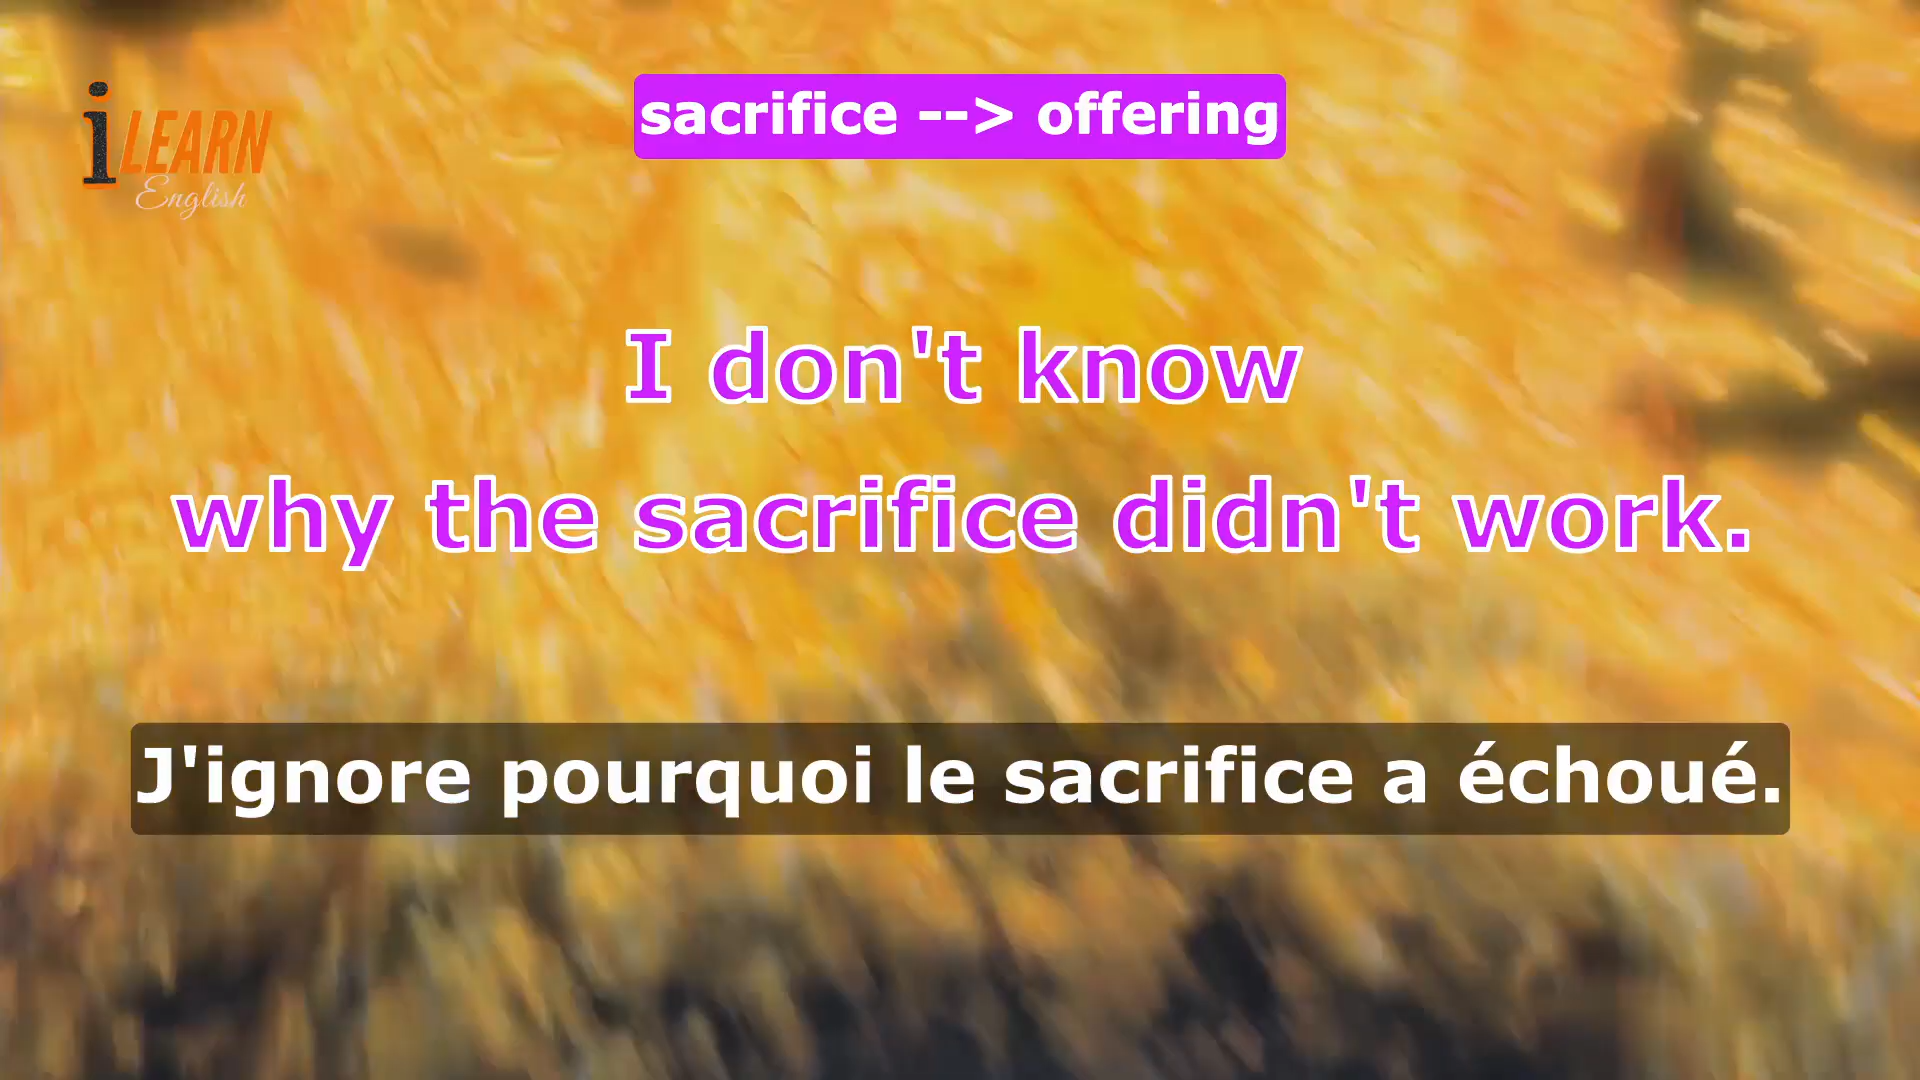 iLEARN
English
sacrifice --> offering
I don't know
why the sacrifice didn't work.
J'ignore pourquoi le sacrifice a échoué.